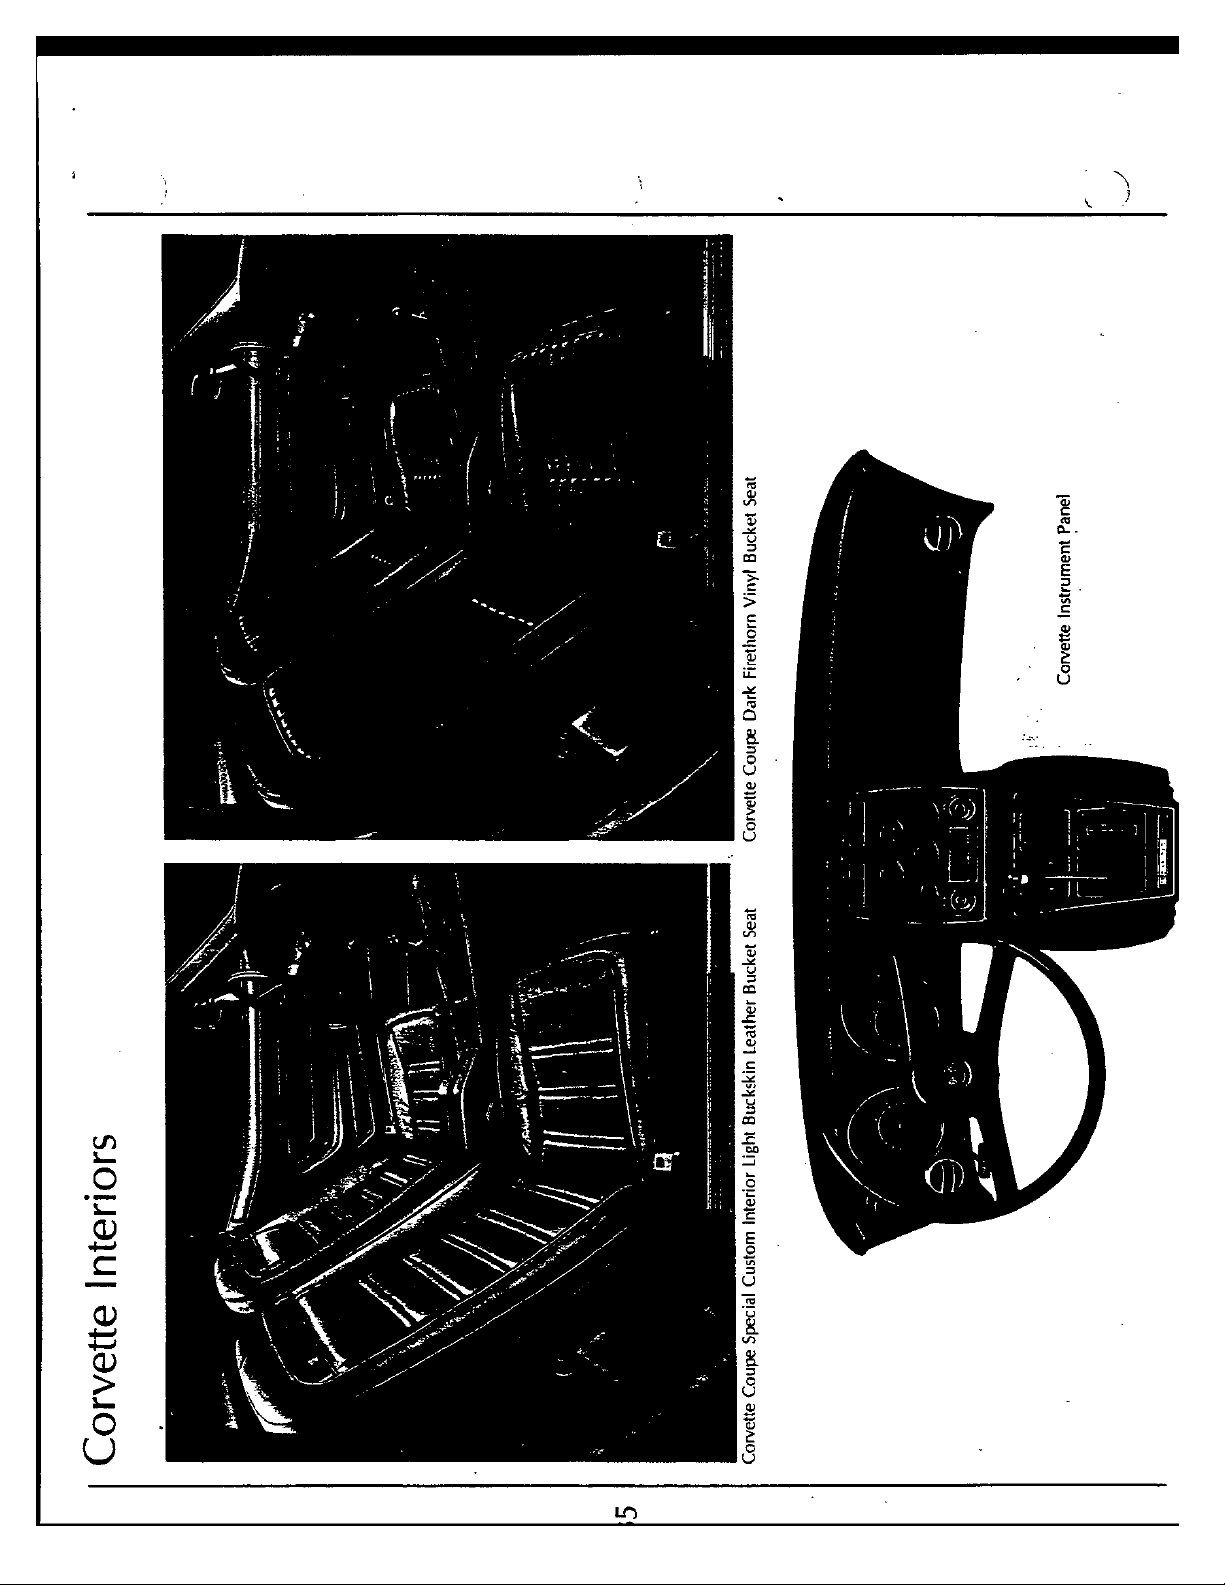 Corvette Interiors
Corvette Coupe Special Custom Interior Light Buckskin Leather Bucket Seat
Corvette Coupe Dark Firethorn Vinyl Bucket Seat
Corvette Instrument Panel